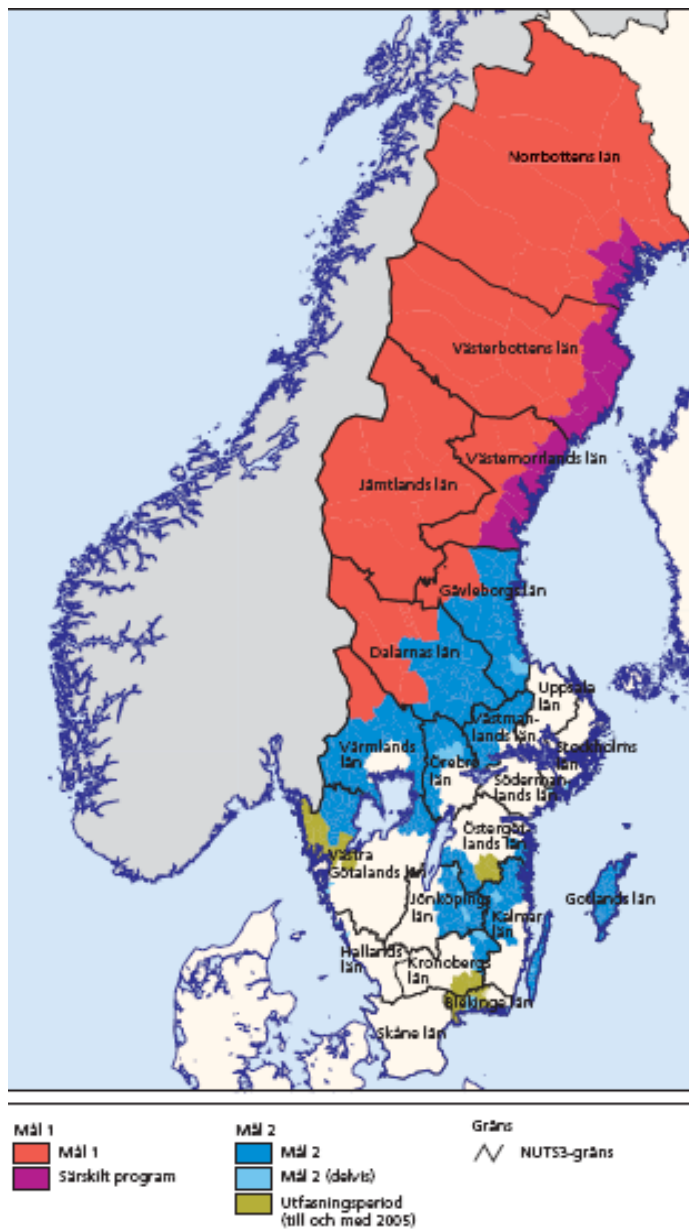 Norrbottens län
Västerbottens län
Västernorrlands län
Jämtlands län
Gävleborgs län
Dalarnas län
Uppsala
län
Västman-
lands län
Stockholms
län
Värmlands
län
Örebro
län
Söderman-
lands län
Östergöt-
lands län
Västra
Götalands län
Jönköpings
län
Kalmar
län
Gotlands län
Hallands
län
Kronobergs
län
Blekinge län
Skåne län
Mål 1
Mål 1
Särskilt program
Mål 2
Mål 2
Mål 2 (delvis)
Utfasningsperiod
(till och med 2005)
Gräns
NUTS3-gräns